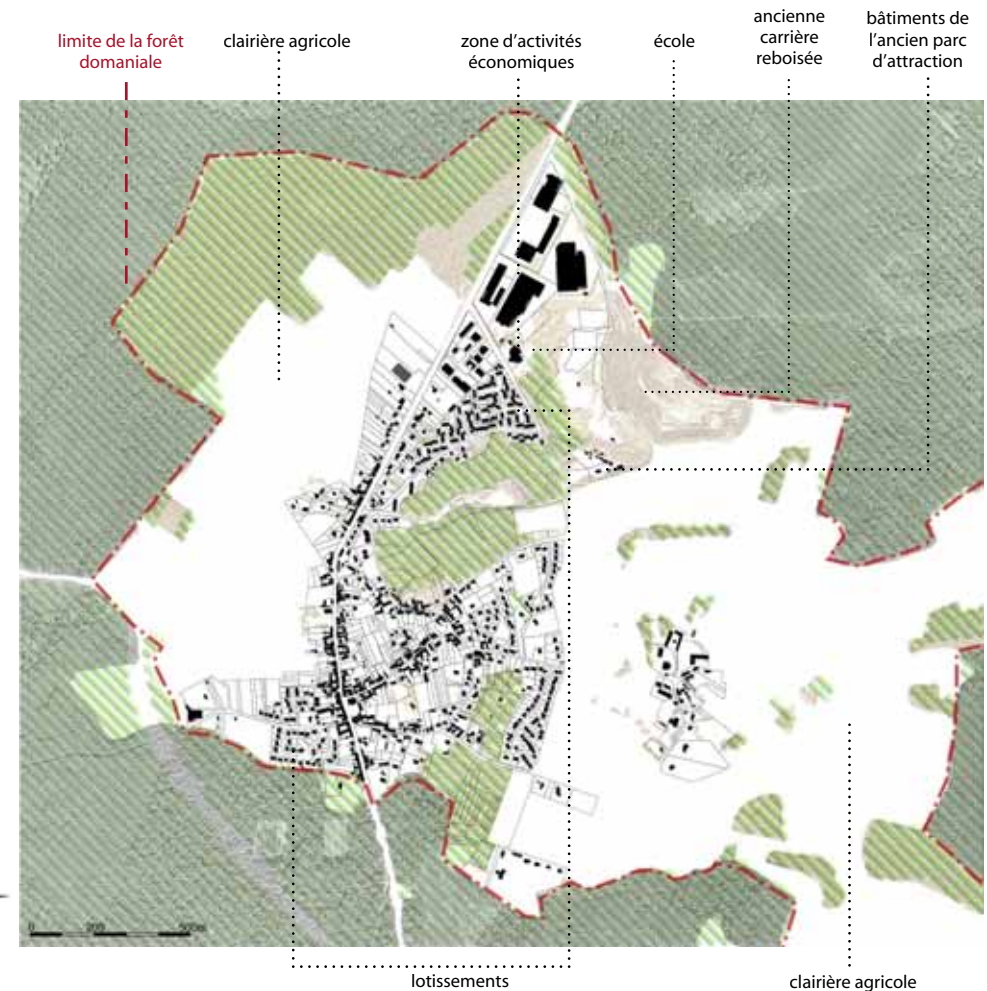 limite de la forêt
domaniale
clairière agricole
zone d'activités
économiques
école
ancienne
carrière
reboisée
bâtiments de
l'ancien parc
d'attraction
0
lotissements
clairière agricole